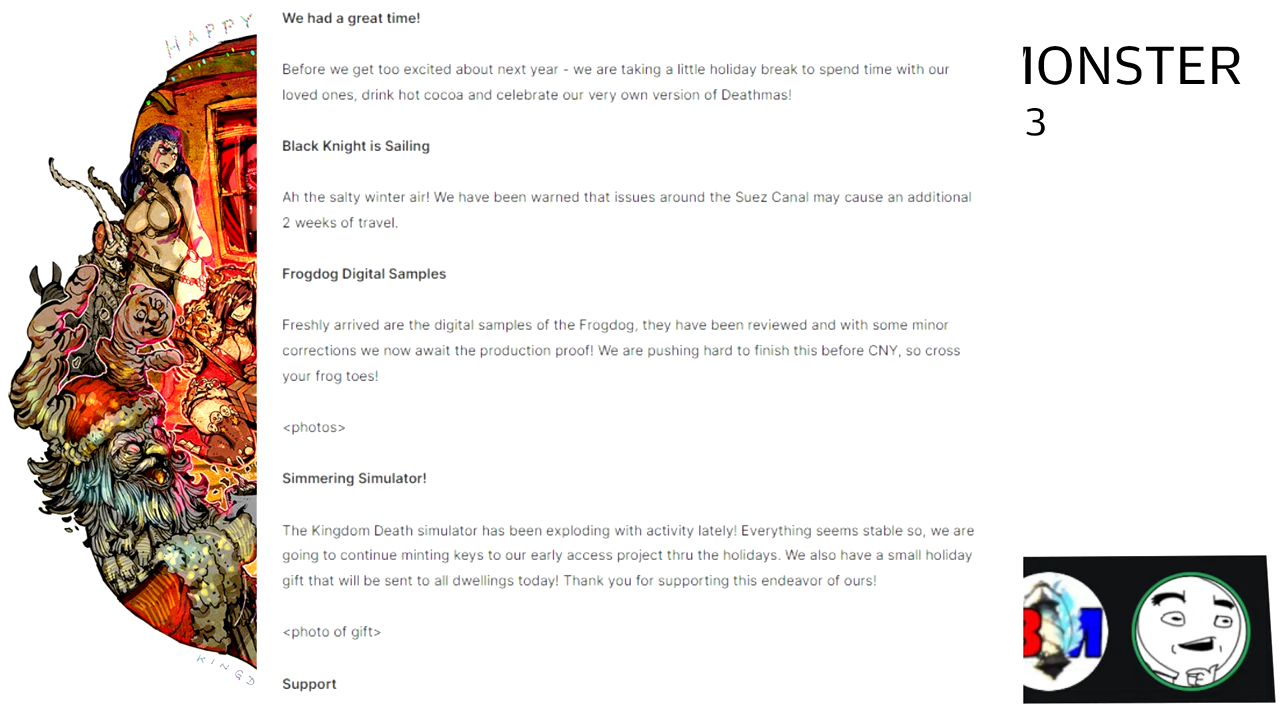 HAPPY
We had a great time!
Before we get too excited about next year - we are taking a little holiday break to spend time with our
loved ones, drink hot cocoa and celebrate our very own version of Deathmas!
Black Knight is Sailing
Ah the salty winter air! We have been warned that issues around the Suez Canal may cause an additional
2 weeks of travel.
Frogdog Digital Samples
Freshly arrived are the digital samples of the Frogdog, they have been reviewed and with some minor
corrections we now await the production proof! We are pushing hard to finish this before CNY, so cross
your frog toes!
<photos>
Simmering Simulator!
The Kingdom Death simulator has been exploding with activity lately! Everything seems stable so, we are
going to continue minting keys to our early access project thru the holidays. We also have a small holiday
gift that will be sent to all dwellings today! Thank you for supporting this endeavor of ours!
<photo of gift>
Support
KINGD
ONSTER
3